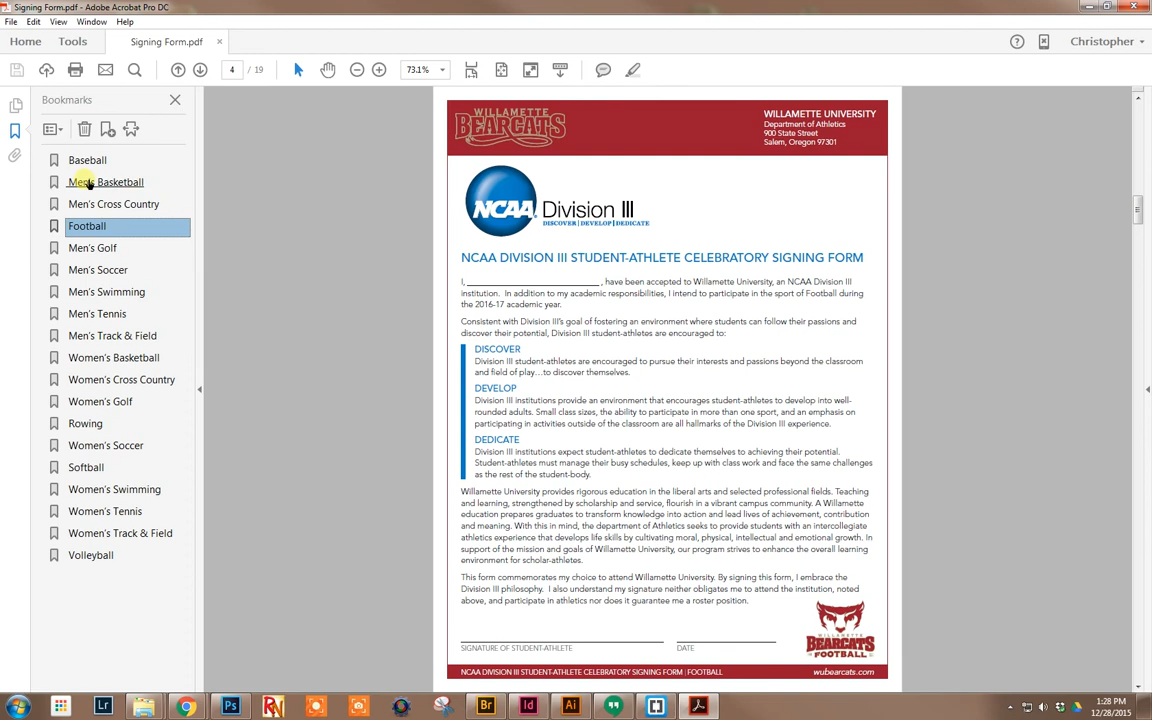 Signing Form.pdf - Adobe Acrobat Pro DC
File Edit View Window Help
Home Tools Signing Form.pdf × Christopher
4 / 19 73.1%
Bookmarks
Baseball
Men's Basketball
Men's Cross Country
Football
Men's Golf
Men's Soccer
Men's Swimming
Men's Tennis
Men's Track & Field
Women's Basketball
Women's Cross Country
Women's Golf
Rowing
Women's Soccer
Softball
Women's Swimming
Women's Tennis
Women's Track & Field
Volleyball
WILLAMETTE
BEARCATS
WILLAMETTE UNIVERSITY
Department of Athletics
900 State Street
Salem, Oregon 97301
NCAA Division III
DISCOVER | DEVELOP | DEDICATE
NCAA DIVISION III STUDENT-ATHLETE CELEBRATORY SIGNING FORM
I, ____________________, have been accepted to Willamette University, an NCAA Division III
institution. In addition to my academic responsibilities, I intend to participate in the sport of Football during
the 2016-17 academic year.
Consistent with Division III's goal of fostering an environment where students can follow their passions and
discover their potential, Division III student-athletes are encouraged to:
DISCOVER
Division III student-athletes are encouraged to pursue their interests and passions beyond the classroom
and field of play…to discover themselves.
DEVELOP
Division III institutions provide an environment that encourages student-athletes to develop into well-
rounded adults. Small class sizes, the ability to participate in more than one sport, and an emphasis on
participating in activities outside of the classroom are all hallmarks of the Division III experience.
DEDICATE
Division III institutions expect student-athletes to dedicate themselves to achieving their potential.
Student-athletes must manage their busy schedules, keep up with class work and face the same challenges
as the rest of the student-body.
Willamette University provides rigorous education in the liberal arts and selected professional fields. Teaching
and learning, strengthened by scholarship and service, flourish in a vibrant campus community. A Willamette
education prepares graduates to transform knowledge into action and lead lives of achievement, contribution
and meaning. With this in mind, the department of Athletics seeks to provide students with an intercollegiate
athletics experience that develops life skills by cultivating moral, physical, intellectual and emotional growth. In
support of the mission and goals of Willamette University, our program strives to enhance the overall learning
environment for scholar-athletes.
This form commemorates my choice to attend Willamette University. By signing this form, I embrace the
Division III philosophy. I also understand my signature neither obligates me to attend the institution, noted
above, and participate in athletics nor does it guarantee me a roster position.
SIGNATURE OF STUDENT-ATHLETE DATE
WILLAMETTE
BEARCATS
FOOTBALL
NCAA DIVISION III STUDENT-ATHLETE CELEBRATORY SIGNING FORM | FOOTBALL wubearcats.com
Lr Ps Br Id Ai
1:28 PM
12/28/2015